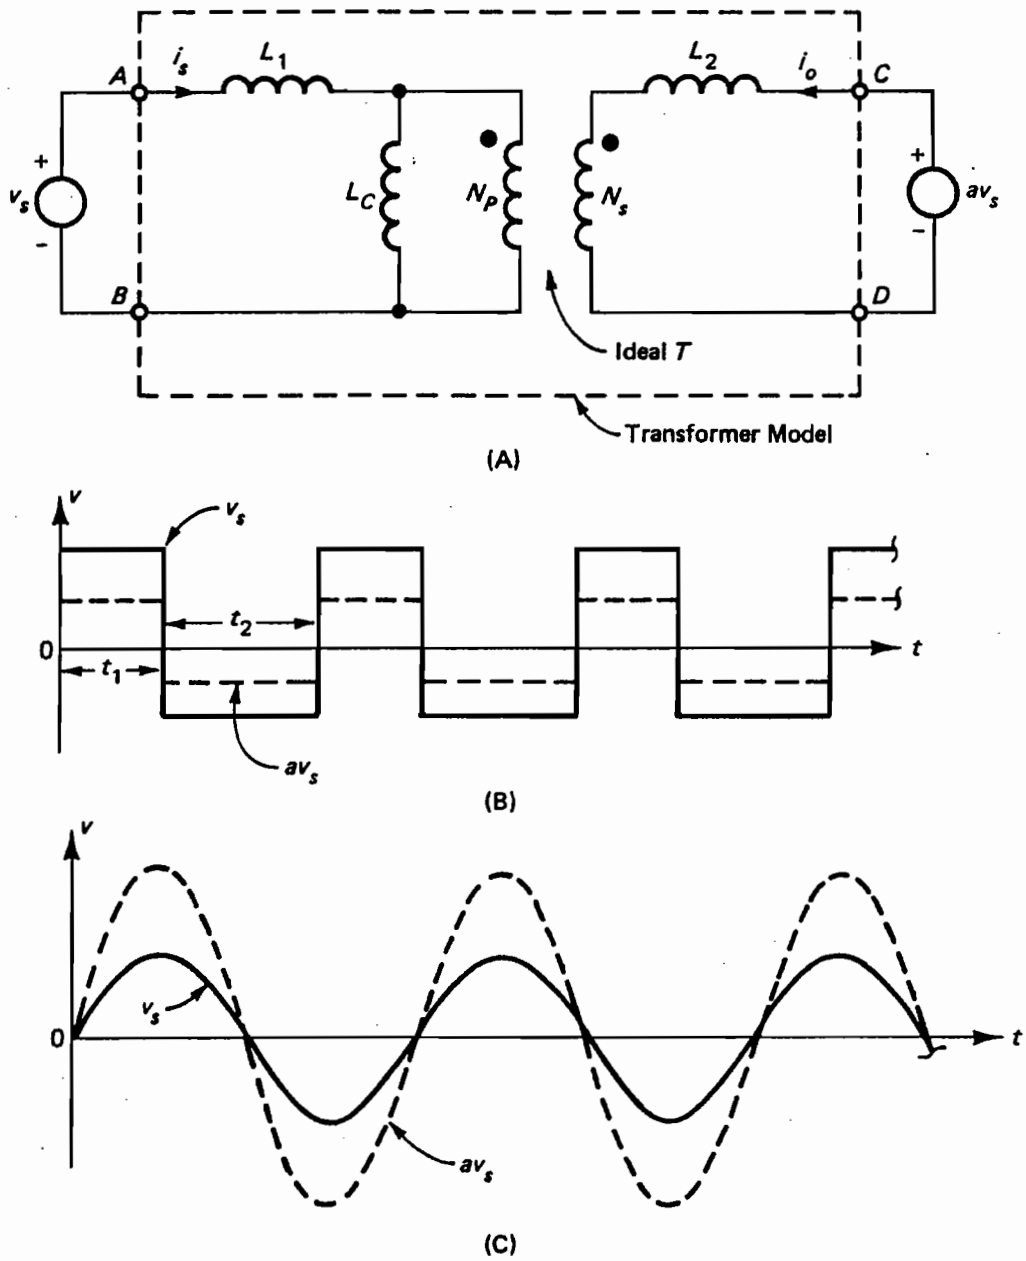 A
i_s
L_1
L_2
i_o
C
+
v_s
-
L_C
N_P
N_s
+
av_s
-
B
D
Ideal T
Transformer Model
(A)
v
v_s
0
t_1
t_2
t
av_s
(B)
v
v_s
0
t
av_s
(C)